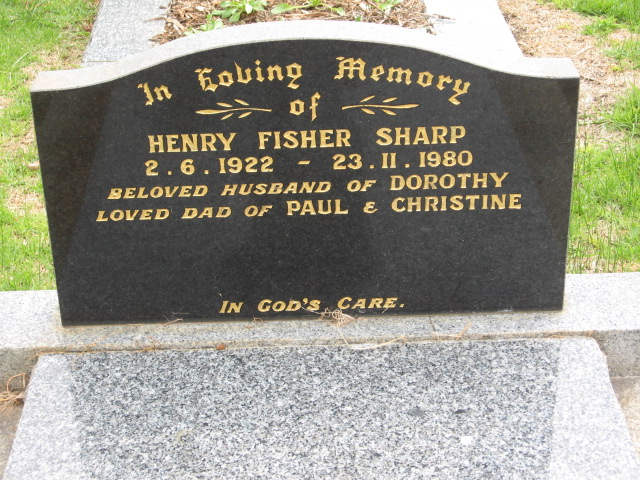 In Loving Memory
of
HENRY FISHER SHARP
2.6.1922 - 23.11.1980
BELOVED HUSBAND OF DOROTHY
LOVED DAD OF PAUL & CHRISTINE
IN GOD'S CARE.